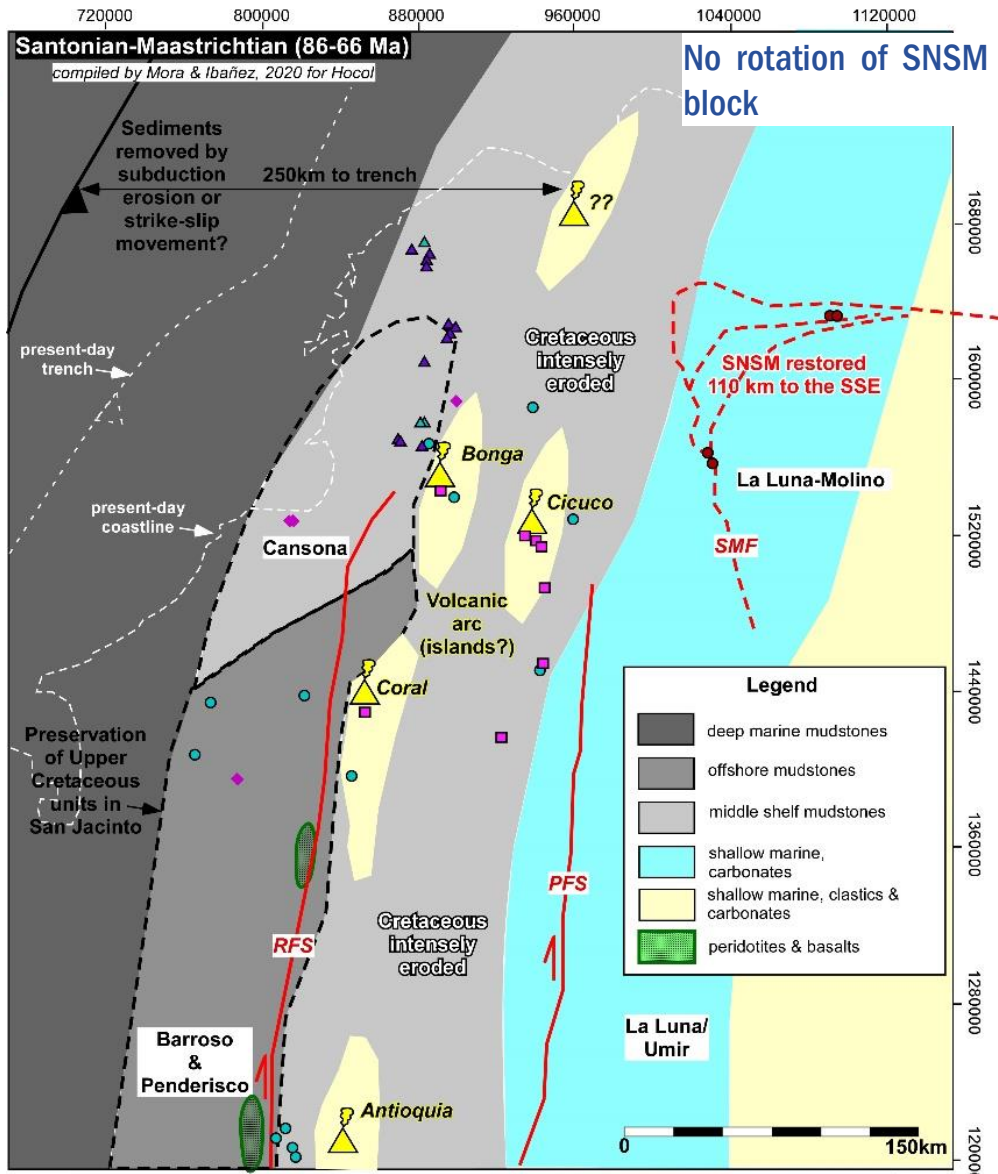 720000
800000
880000
960000
1040000
1120000
Santonian-Maastrichtian (86-66 Ma)
compiled by Mora & Ibañez, 2020 for Hocol
No rotation of SNSM
block
Sediments
removed by
subduction
erosion or
strike-slip
movement?
250km to trench
??
1680000
present-day
trench
Cretaceous
intensely
eroded
SNSM restored
110 km to the SSE
1600000
Bonga
present-day
coastline
Cansona
Cicuco
La Luna-Molino
1520000
SMF
Volcanic
arc
(islands?)
Coral
1440000
Preservation
of Upper
Cretaceous
units in
San Jacinto
Legend
deep marine mudstones
offshore mudstones
middle shelf mudstones
shallow marine,
carbonates
shallow marine, clastics &
carbonates
peridotites & basalts
1360000
PFS
RFS
Cretaceous
intensely
eroded
1280000
Barroso
&
Penderisco
La Luna/
Umir
Antioquia
0
150km
1200000